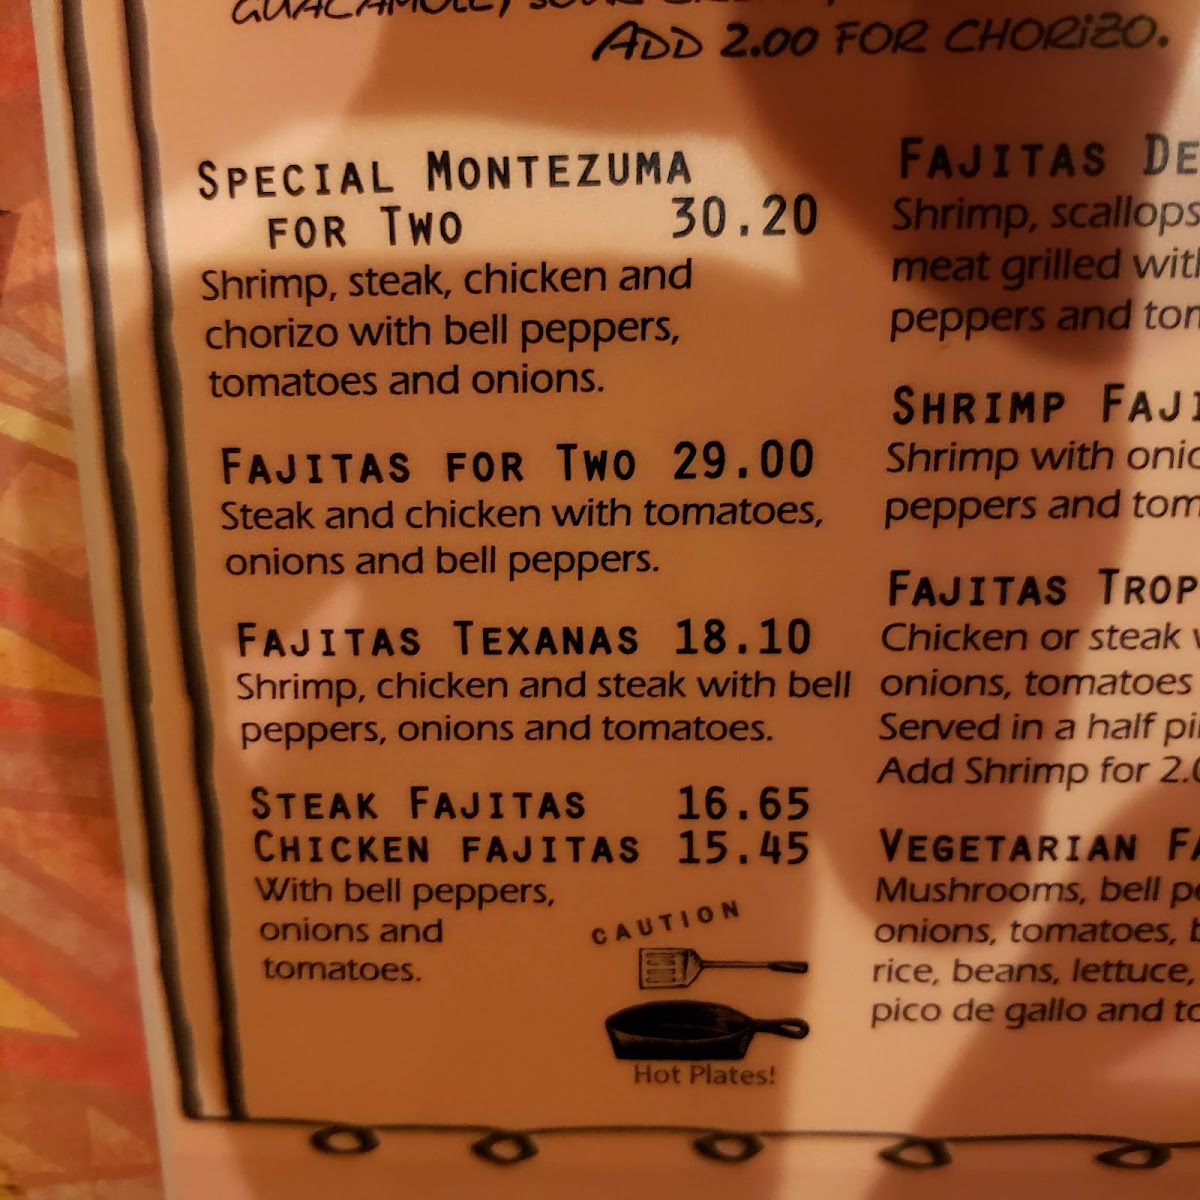 GUACAMOLE,
ADD 2.00 FOR CHORIZO.
SPECIAL MONTEZUMA
FOR TWO 30.20
Shrimp, steak, chicken and
chorizo with bell peppers,
tomatoes and onions.
FAJITAS FOR TWO 29.00
Steak and chicken with tomatoes,
onions and bell peppers.
FAJITAS TEXANAS 18.10
Shrimp, chicken and steak with bell
peppers, onions and tomatoes.
STEAK FAJITAS 16.65
CHICKEN FAJITAS 15.45
With bell peppers,
onions and
tomatoes.
CAUTION
Hot Plates!
FAJITAS
Shrimp, scallops
meat grilled
peppers and
SHRIMP
Shrimp with
peppers and
FAJITAS
Chicken or steak
onions, tomatoes
Served in a half
Add Shrimp for
VEGETARIAN
Mushrooms, bell
onions, tomatoes,
rice, beans, lettuce,
pico de gallo and